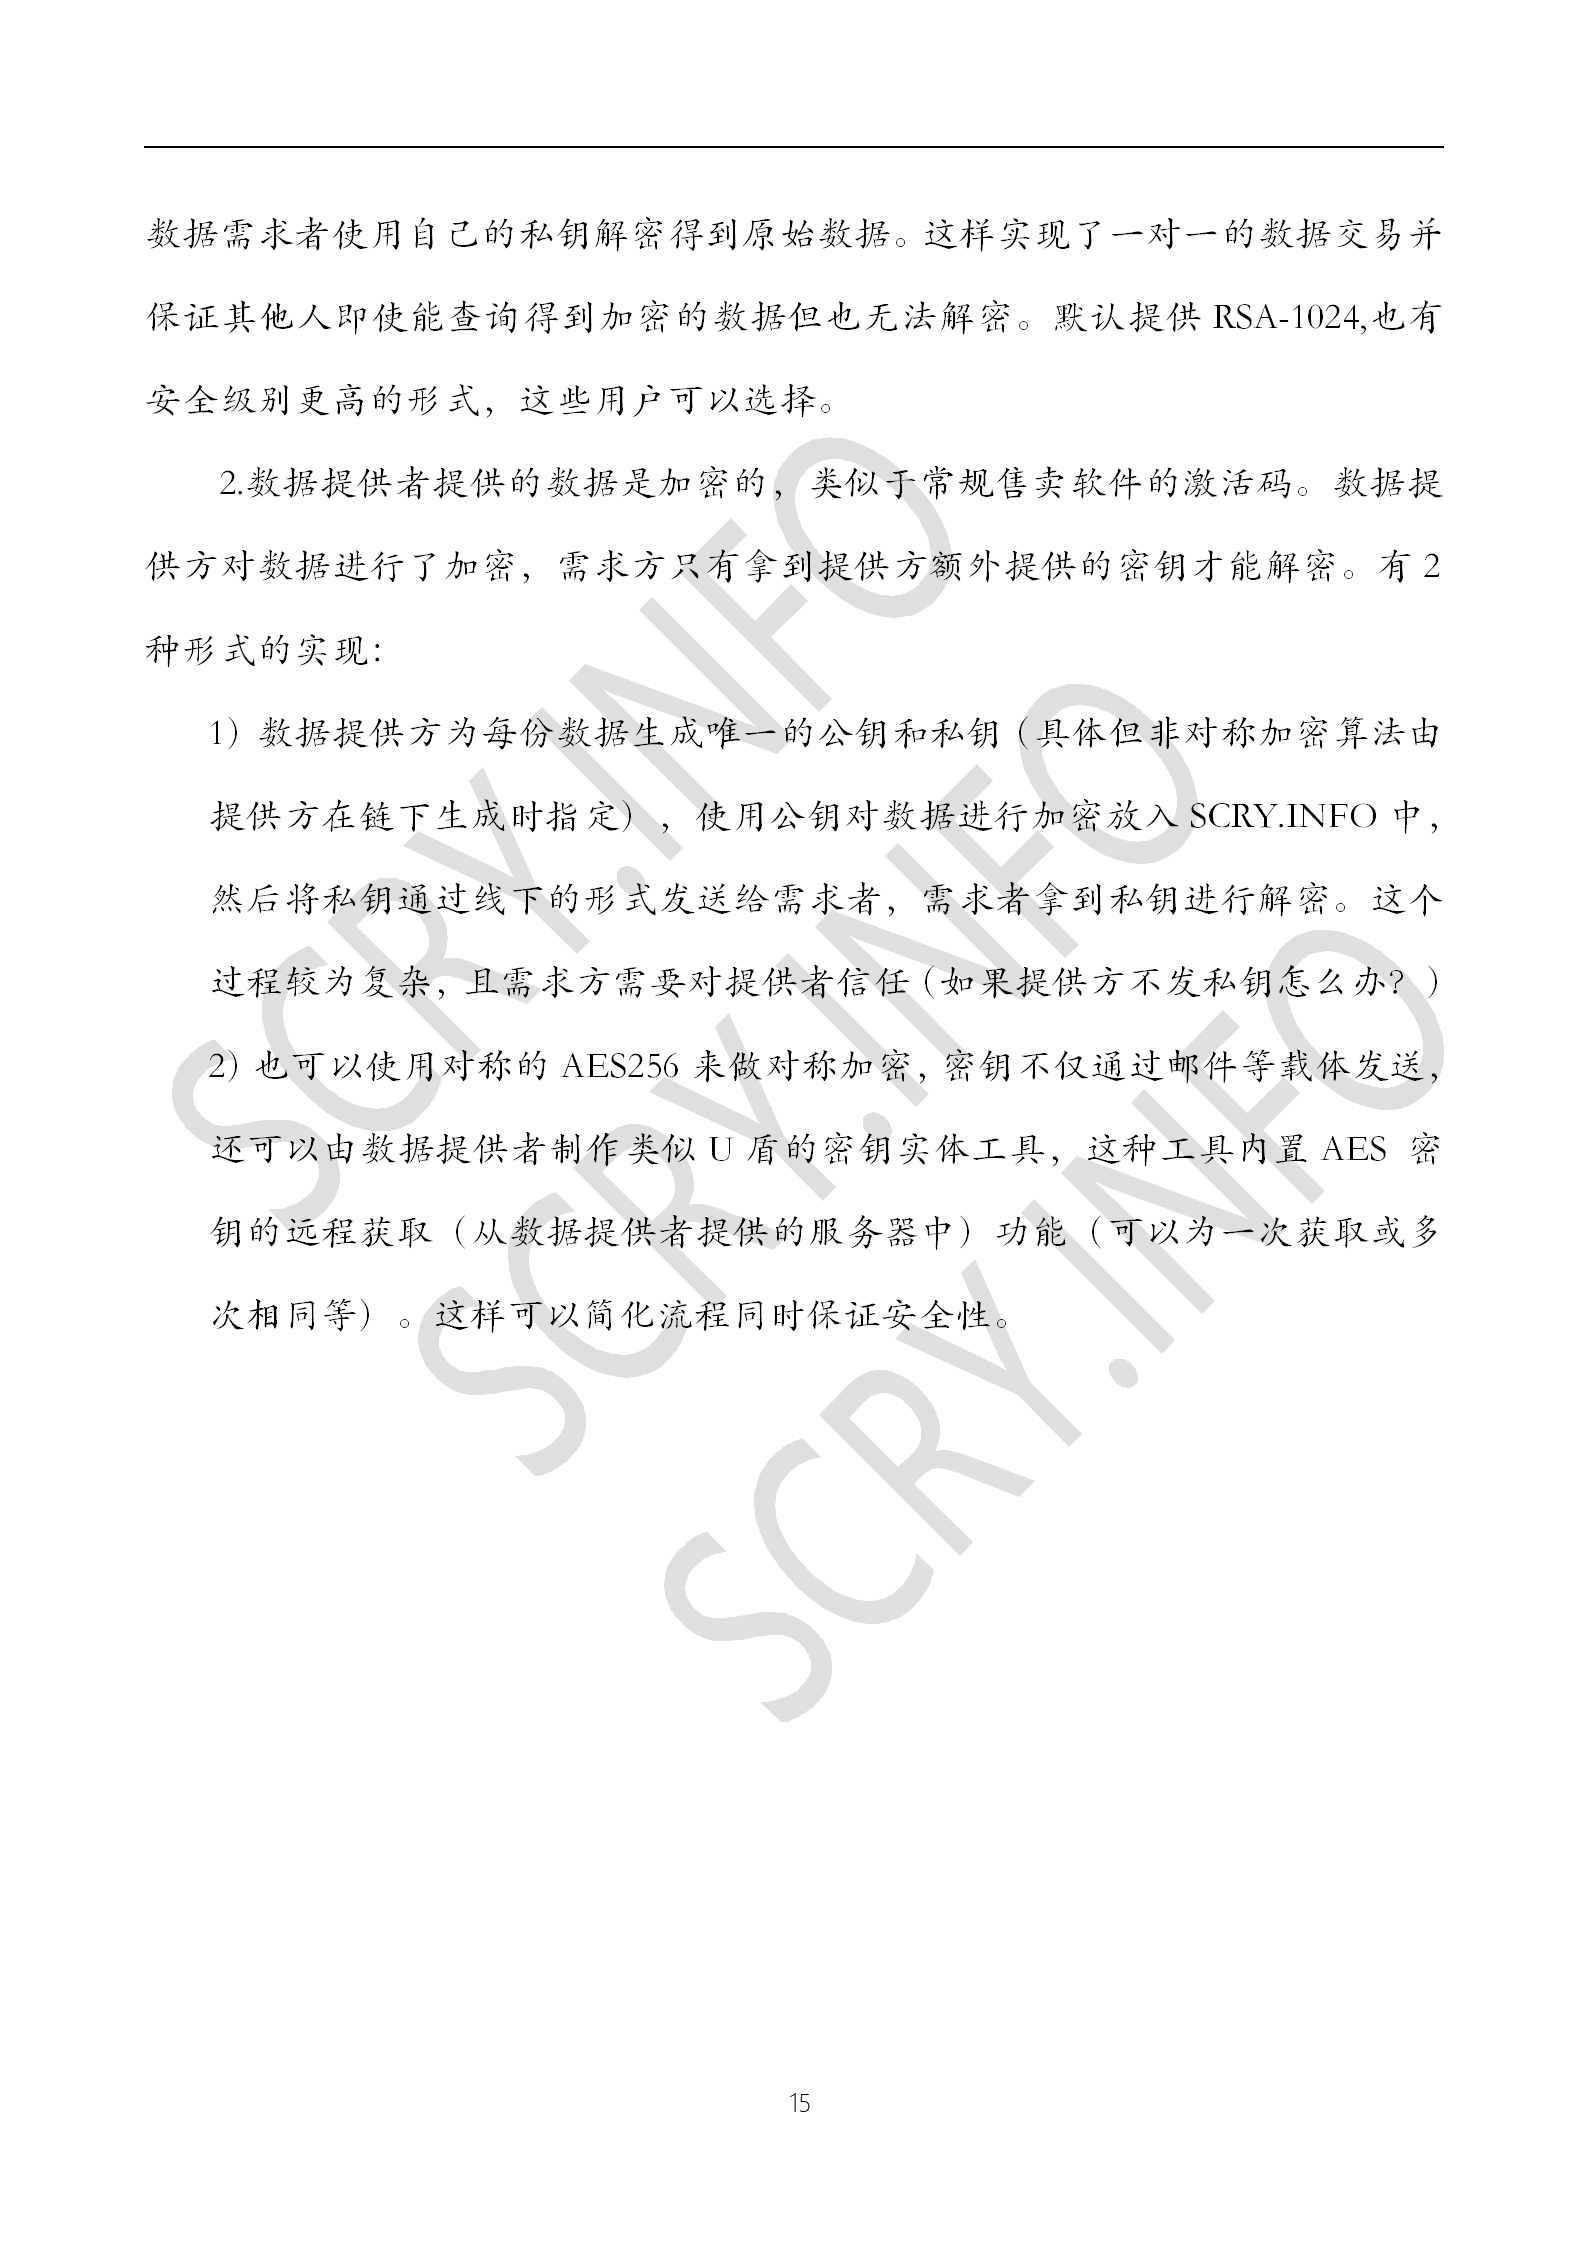 数据需求者使用自己的私钥解密得到原始数据。这样实现了一对一的数据交易并
保证其他人即使能查询得到加密的数据但也无法解密。默认提供 RSA-1024,也有
安全级别更高的形式，这些用户可以选择。
2.数据提供者提供的数据是加密的，类似于常规售卖软件的激活码。数据提
供方对数据进行了加密，需求方只有拿到提供方额外提供的密钥才能解密。有 2
种形式的实现：
1）数据提供方为每份数据生成唯一的公钥和私钥（具体但非对称加密算法由
提供方在链下生成时指定），使用公钥对数据进行加密放入 SCRY.INFO 中，
然后将私钥通过线下的形式发送给需求者，需求者拿到私钥进行解密。这个
过程较为复杂，且需求方需要对提供者信任（如果提供方不发私钥怎么办？）
2）也可以使用对称的 AES256 来做对称加密，密钥不仅通过邮件等载体发送，
还可以由数据提供者制作类似 U 盾的密钥实体工具，这种工具内置 AES 密
钥的远程获取（从数据提供者提供的服务器中）功能（可以为一次获取或多
次相同等）。这样可以简化流程同时保证安全性。
SCRY.INFO
SCRY.INFO
SCRY.INFO
15